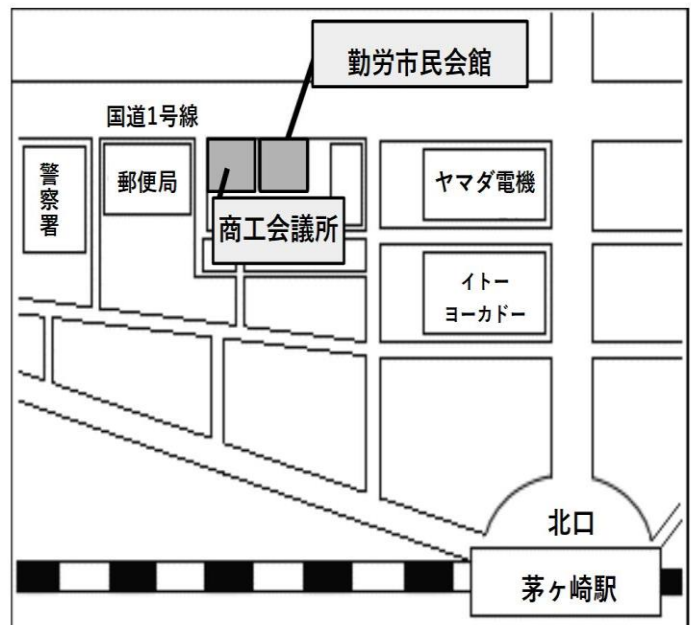 勤労市民会館
国道1号線
警察署
郵便局
商工会議所
ヤマダ電機
イトー
ヨーカドー
北口
茅ヶ崎駅